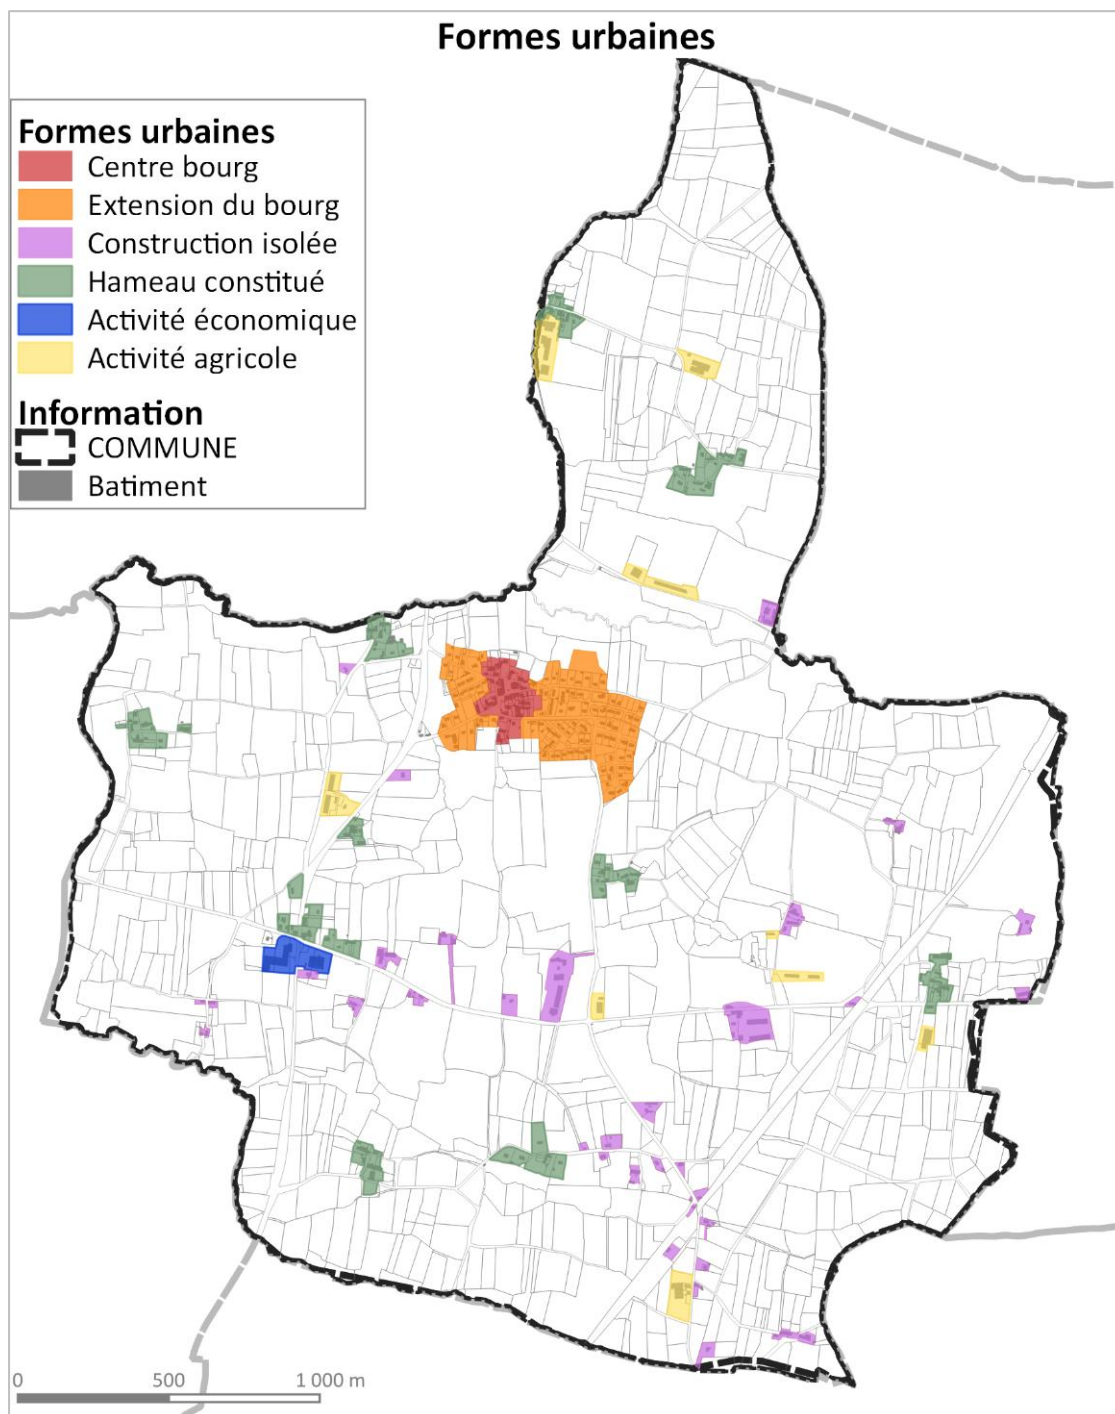 Formes urbaines
Formes urbaines
Centre bourg
Extension du bourg
Construction isolée
Hameau constitué
Activité économique
Activité agricole
Information
COMMUNE
Batiment
0 500 1 000 m